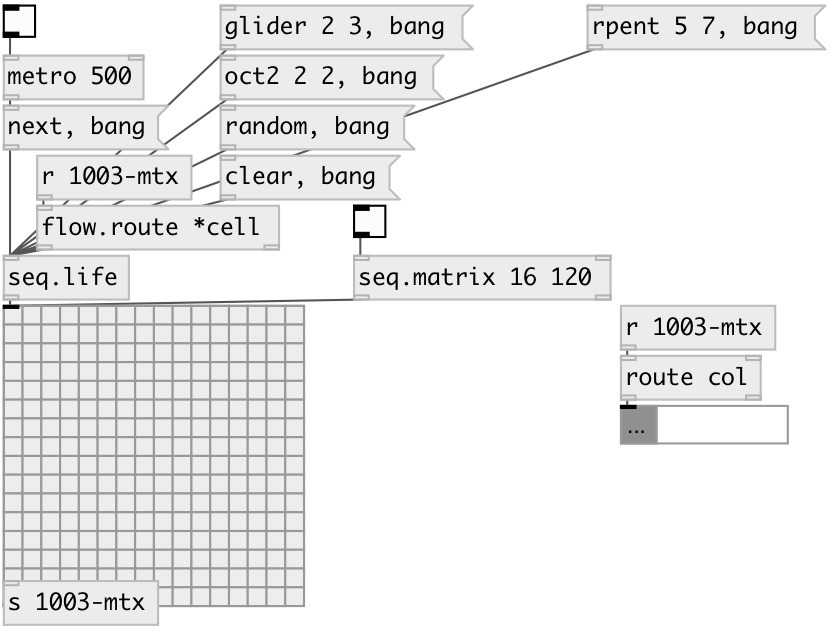 glider 2 3, bang
rpent 5 7, bang
metro 500
oct2 2 2, bang
next, bang
random, bang
r 1003-mtx
clear, bang
flow.route *cell
seq.life
seq.matrix 16 120
r 1003-mtx
route col
...
s 1003-mtx